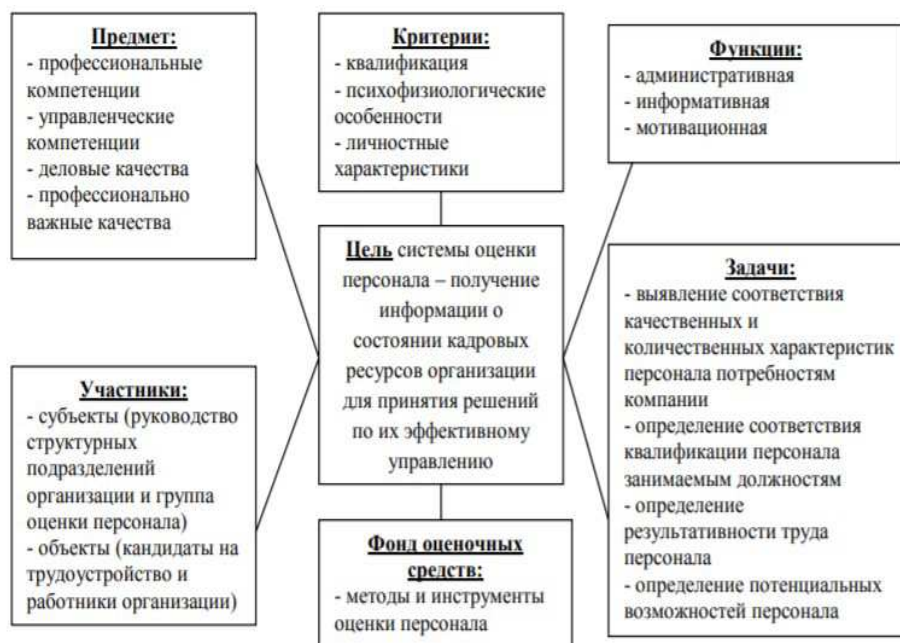 Предмет:
- профессиональные
компетенции
- управленческие
компетенции
- деловые качества
- профессионально
важные качества
Критерии:
- квалификация
- психофизиологические
особенности
- личностные
характеристики
Функции:
- административная
- информативная
- мотивационная
Цель системы оценки
персонала – получение
информации о
состоянии кадровых
ресурсов организации
для принятия решений
по их эффективному
управлению
Задачи:
- выявление соответствия
качественных и
количественных характеристик
персонала потребностям
компании
- определение соответствия
квалификации персонала
занимаемым должностям
- определение
результативности труда
персонала
- определение потенциальных
возможностей персонала
Участники:
- субъекты (руководство
структурных
подразделений
организации и группа
оценки персонала)
- объекты (кандидаты на
трудоустройство и
работники организации)
Фонд оценочных
средств:
- методы и инструменты
оценки персонала